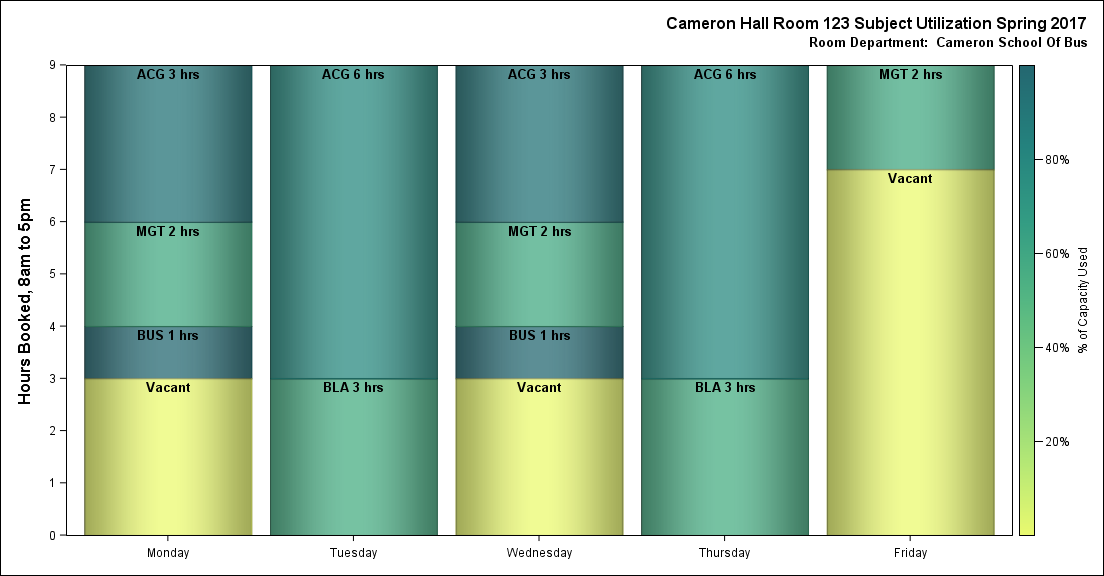 Cameron Hall Room 123 Subject Utilization Spring 2017
Room Department: Cameron School Of Bus
Hours Booked, 8am to 5pm
9
8
7
6
5
4
3
2
1
0
ACG 3 hrs
MGT 2 hrs
BUS 1 hrs
Vacant
ACG 6 hrs
BLA 3 hrs
ACG 3 hrs
MGT 2 hrs
BUS 1 hrs
Vacant
ACG 6 hrs
BLA 3 hrs
MGT 2 hrs
Vacant
Monday
Tuesday
Wednesday
Thursday
Friday
80%
60%
40%
20%
% of Capacity Used